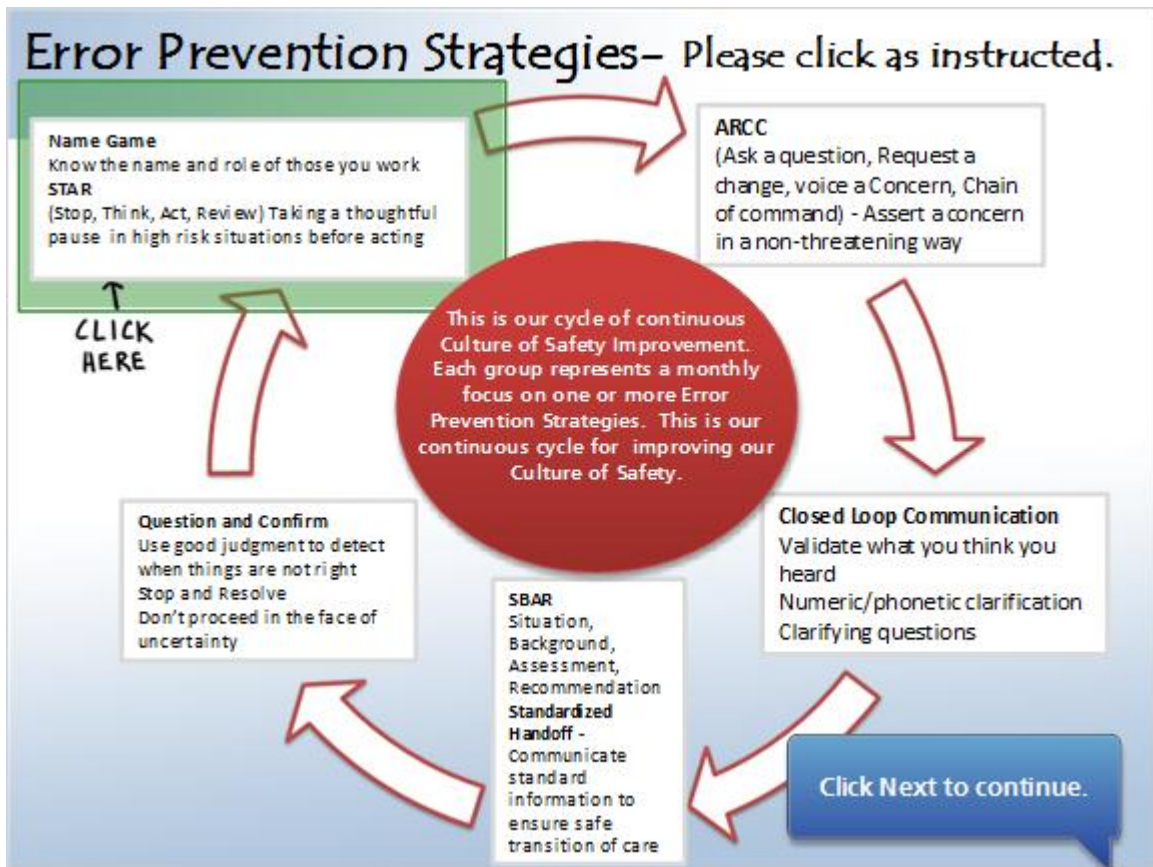 Error Prevention Strategies- Please click as instructed.
Name Game
Know the name and role of those you work
STAR
(Stop, Think, Act, Review) Taking a thoughtful
pause in high risk situations before acting
CLICK
HERE
ARCC
(Ask a question, Request a
change, voice a Concern, Chain
of command) - Assert a concern
in a non-threatening way
This is our cycle of continuous
Culture of Safety Improvement.
Each group represents a monthly
focus on one or more Error
Prevention Strategies. This is our
continuous cycle for improving our
Culture of Safety.
Closed Loop Communication
Validate what you think you
heard
Numeric/phonetic clarification
Clarifying questions
SBAR
Situation,
Background,
Assessment,
Recommendation
Standardized
Handoff -
Communicate
standard
information to
ensure safe
transition of care
Question and Confirm
Use good judgment to detect
when things are not right
Stop and Resolve
Don't proceed in the face of
uncertainty
Click Next to continue.